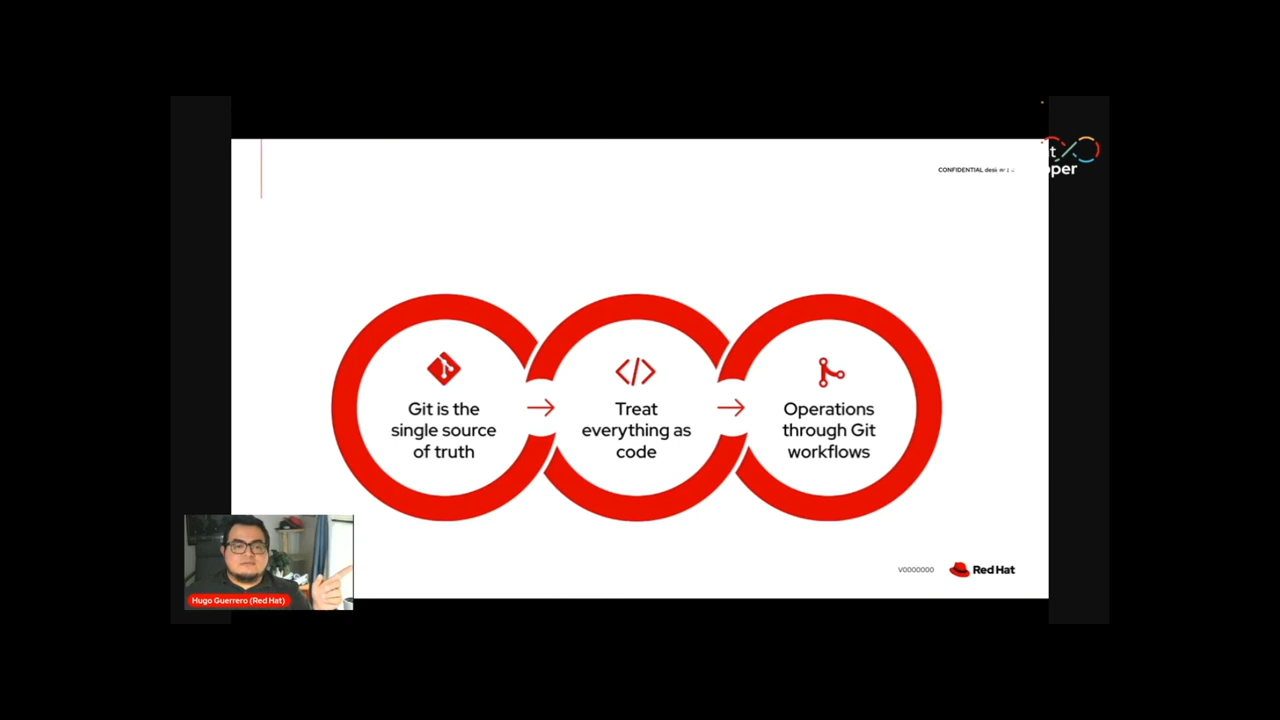 CONFIDENTIAL
per
Git is the
single source
of truth
Treat
everything as
code
Operations
through Git
workflows
V0000000
Red Hat
Hugo Guerrero (Red Hat)